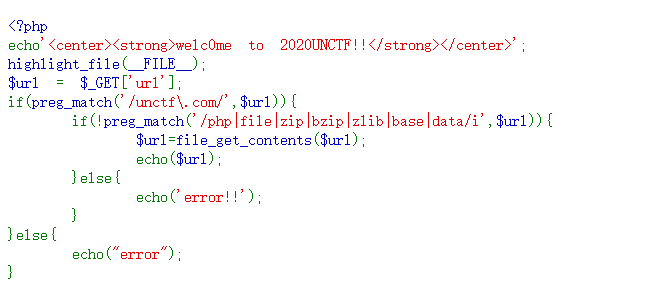 <?php
echo'<center><strong>welc0me  to  2020UNCTF!!</strong></center>';
highlight_file(__FILE__);
$url  =  $_GET['url'];
if(preg_match('/unctf\.com/',$url)){
        if(!preg_match('/php|file|zip|bzip|zlib|base|data/i',$url)){
                $url=file_get_contents($url);
                echo($url);
        }else{
                echo('error!!');
        }
}else{
        echo("error");
}